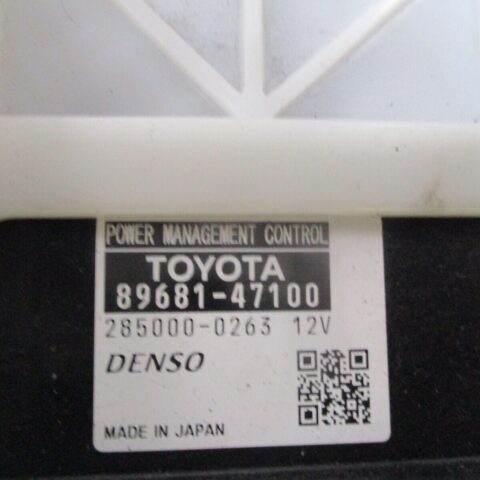 POWER MANAGEMENT CONTROL
TOYOTA
89681-47100
285000-0263 12V
DENSO
MADE IN JAPAN